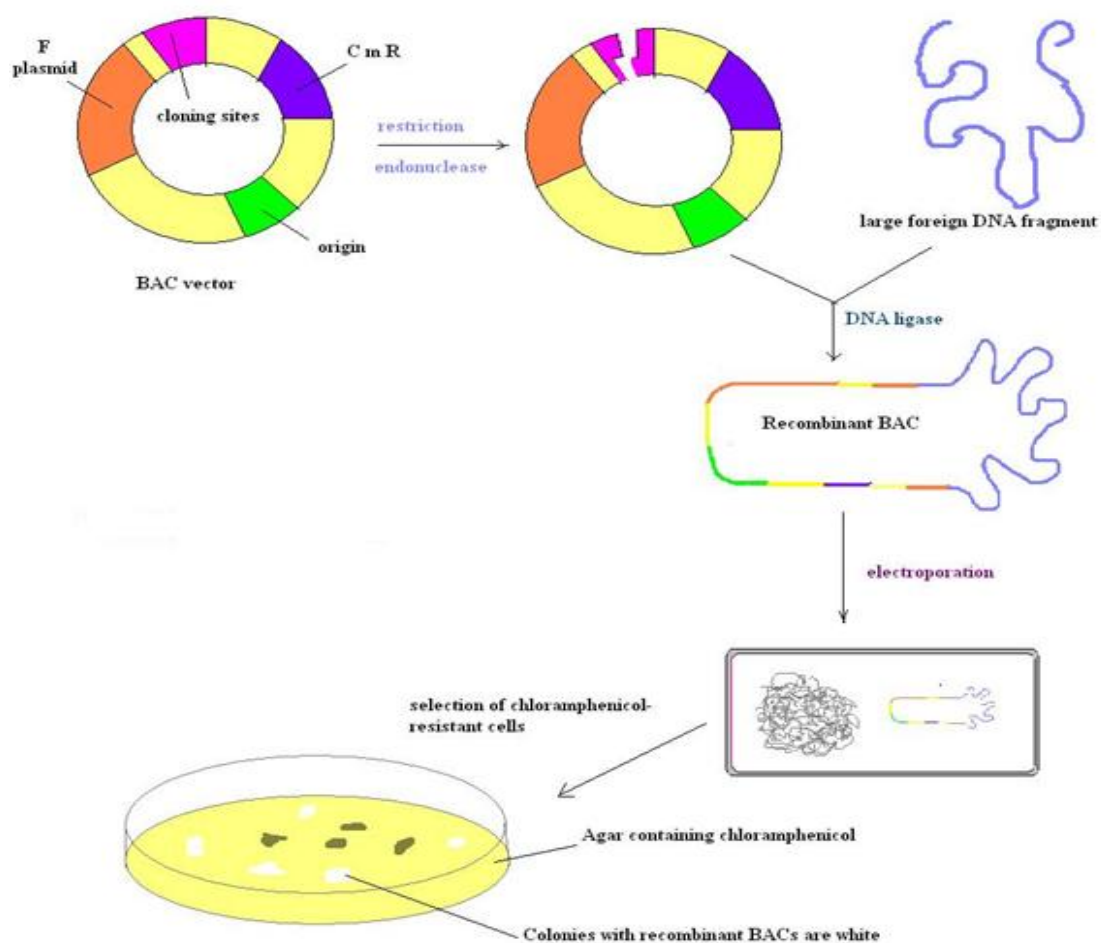 F
plasmid
C m R
cloning sites
origin
BAC vector
restriction
endonuclease
large foreign DNA fragment
DNA ligase
Recombinant BAC
electroporation
selection of chloramphenicol-
resistant cells
Agar containing chloramphenicol
Colonies with recombinant BACs are white